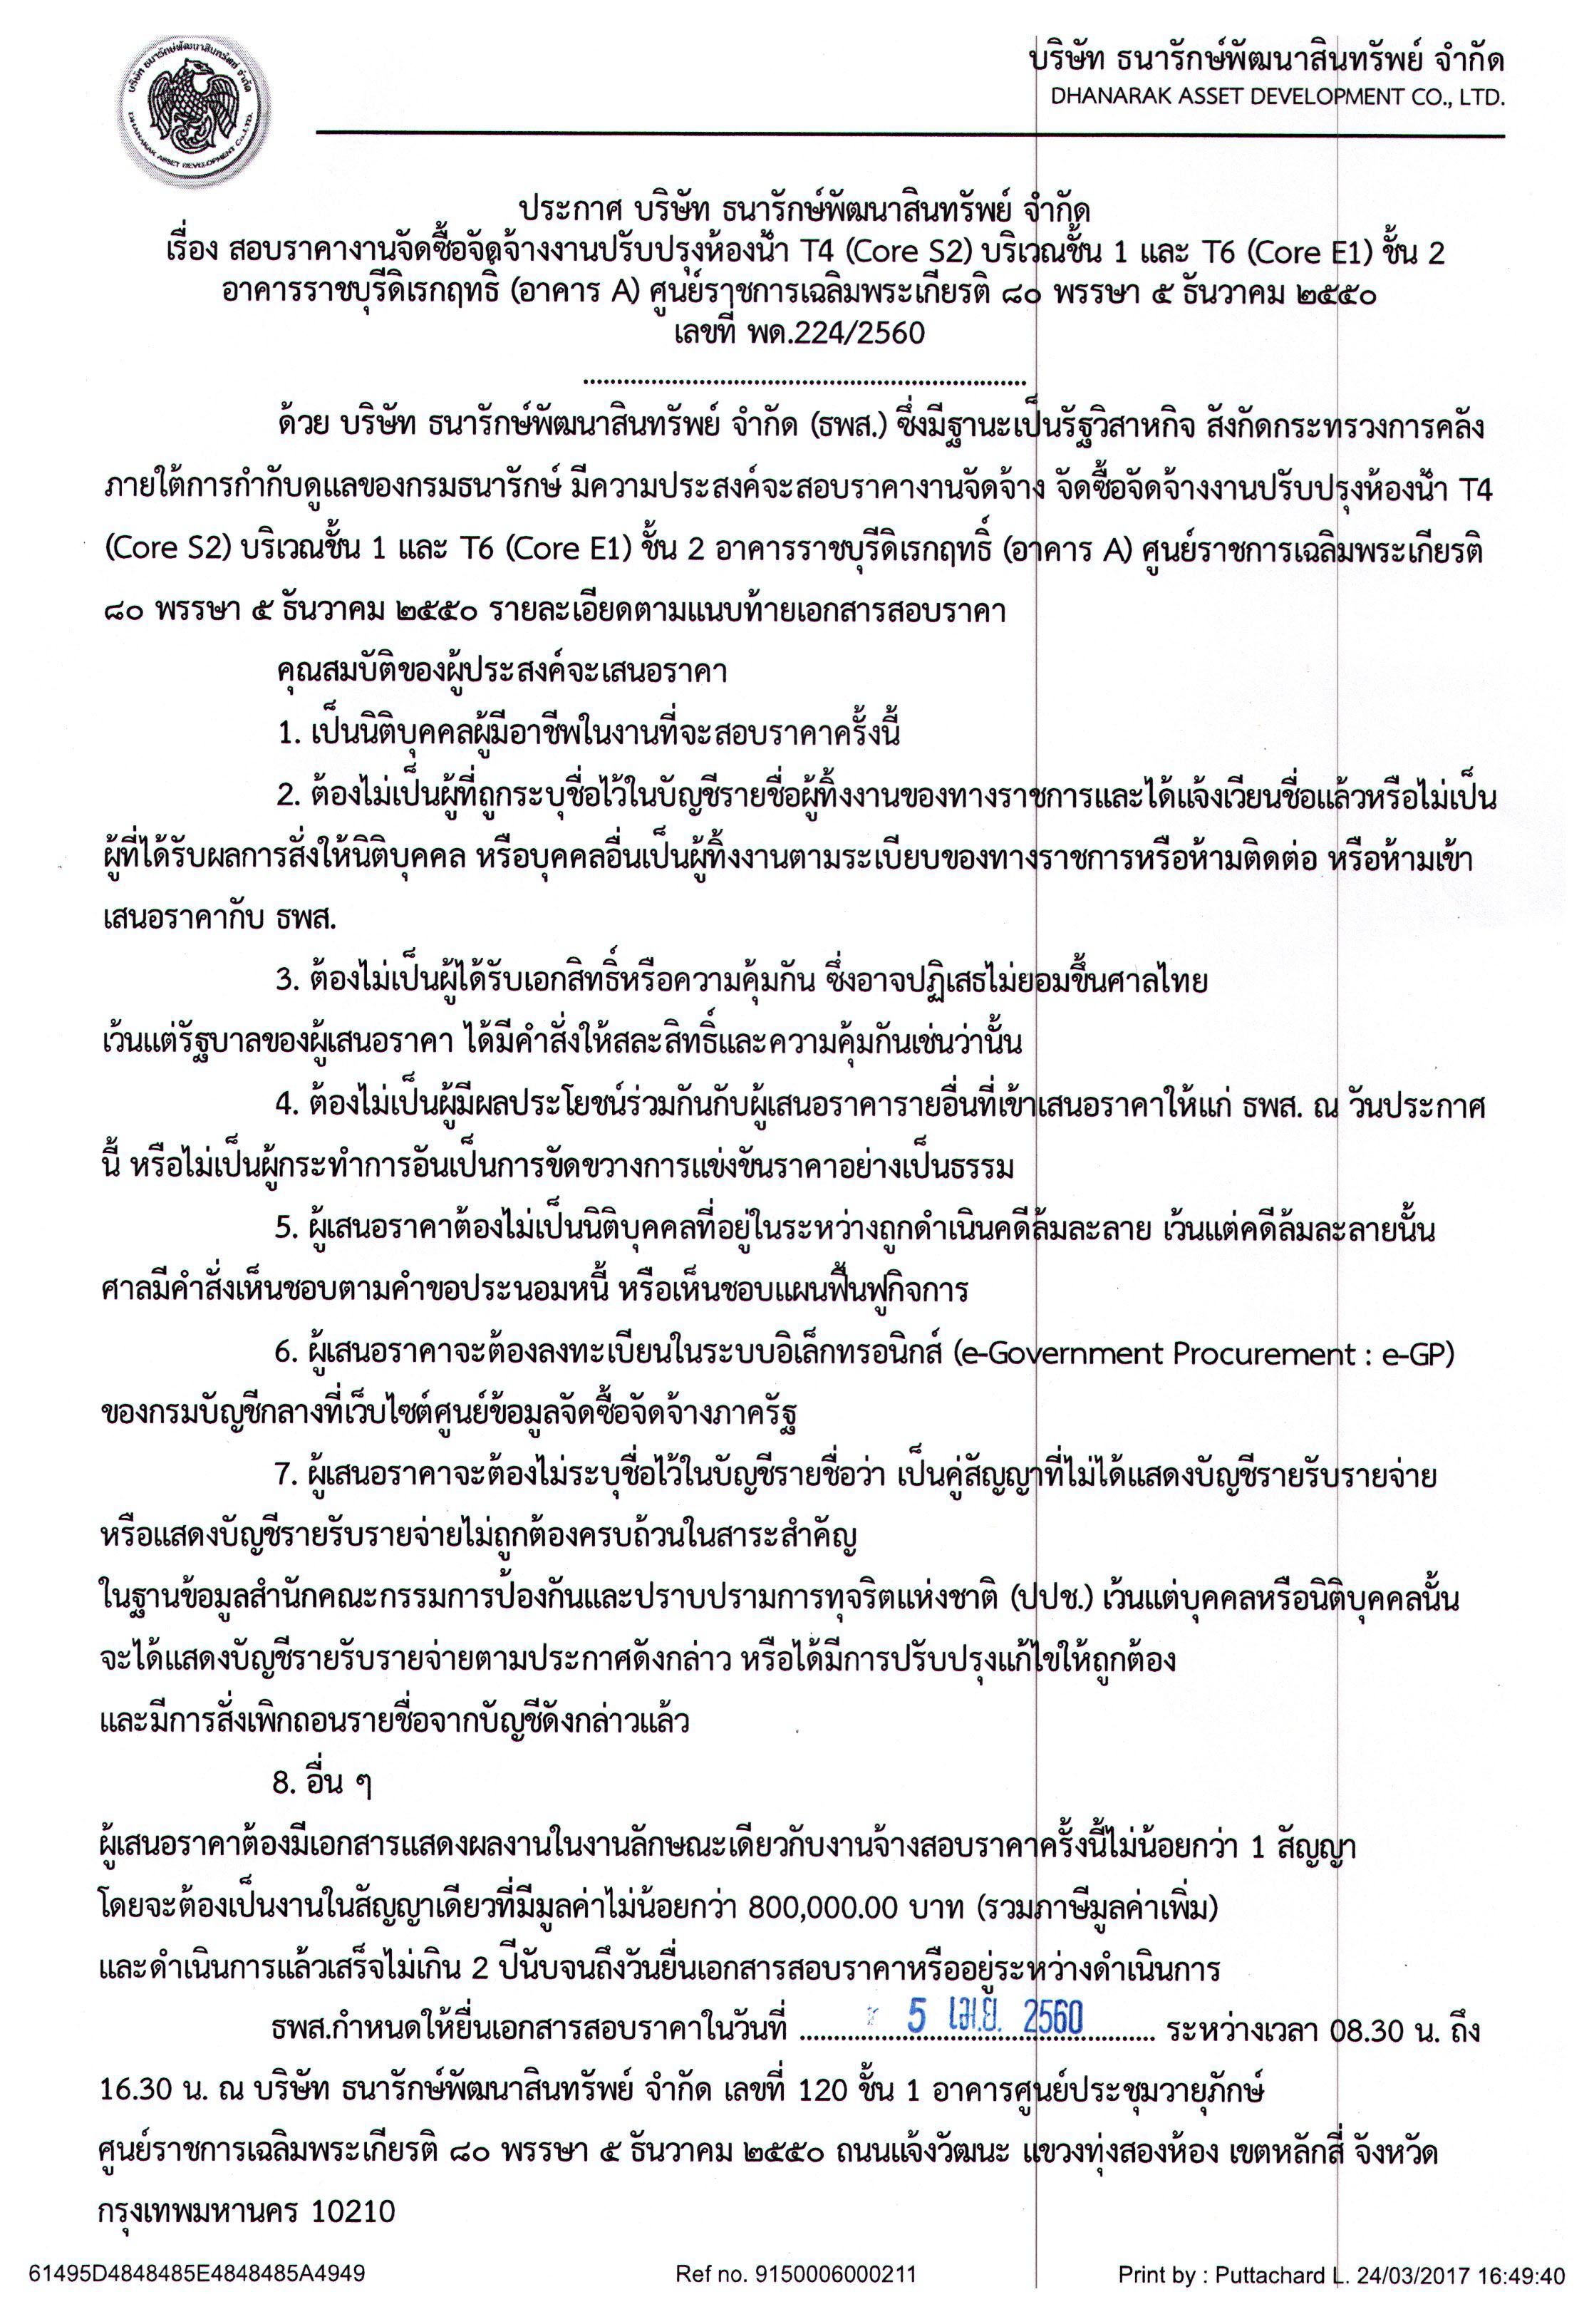 บริษัท ธนารักษ์พัฒนาสินทรัพย์ จำกัด
DHANARAK ASSET DEVELOPMENT CO., LTD.
บริษัท ธนารักษ์พัฒนาสินทรัพย์ จำกัด
DHANARAK ASSET DEVELOPMENT CO.,LTD.
ประกาศ บริษัท ธนารักษ์พัฒนาสินทรัพย์ จำกัด
เรื่อง สอบราคางานจัดซื้อจัดจ้างงานปรับปรุงห้องน้ำ T4 (Core S2) บริเวณชั้น 1 และ T6 (Core E1) ชั้น 2
อาคารราชบุรีดิเรกฤทธิ์ (อาคาร A) ศูนย์ราชการเฉลิมพระเกียรติ ๘๐ พรรษา ๕ ธันวาคม ๒๕๕๐
เลขที่ พด.224/2560
ด้วย บริษัท ธนารักษ์พัฒนาสินทรัพย์ จำกัด (ธพส.) ซึ่งมีฐานะเป็นรัฐวิสาหกิจ สังกัดกระทรวงการคลัง
ภายใต้การกำกับดูแลของกรมธนารักษ์ มีความประสงค์จะสอบราคางานจัดจ้าง จัดซื้อจัดจ้างงานปรับปรุงห้องน้ำ T4
(Core S2) บริเวณชั้น 1 และ T6 (Core E1) ชั้น 2 อาคารราชบุรีดิเรกฤทธิ์ (อาคาร A) ศูนย์ราชการเฉลิมพระเกียรติ
๘๐ พรรษา ๕ ธันวาคม ๒๕๕๐ รายละเอียดตามแนบท้ายเอกสารสอบราคา
คุณสมบัติของผู้ประสงค์จะเสนอราคา
1. เป็นนิติบุคคลผู้มีอาชีพในงานที่จะสอบราคาครั้งนี้
2. ต้องไม่เป็นผู้ที่ถูกระบุชื่อไว้ในบัญชีรายชื่อผู้ทิ้งงานของทางราชการและได้แจ้งเวียนชื่อแล้วหรือไม่เป็น
ผู้ที่ได้รับผลการสั่งให้นิติบุคคล หรือบุคคลอื่นเป็นผู้ทิ้งงานตามระเบียบของทางราชการหรือห้ามติดต่อ หรือห้ามเข้า
เสนอราคากับ ธพส.
3. ต้องไม่เป็นผู้ได้รับเอกสิทธิ์หรือความคุ้มกัน ซึ่งอาจปฏิเสธไม่ยอมขึ้นศาลไทย
เว้นแต่รัฐบาลของผู้เสนอราคา ได้มีคำสั่งให้สละสิทธิ์และความคุ้มกันเช่นว่านั้น
4. ต้องไม่เป็นผู้มีผลประโยชน์ร่วมกันกับผู้เสนอราคารายอื่นที่เข้าเสนอราคาให้แก่ ธพส. ณ วันประกาศ
นี้ หรือไม่เป็นผู้กระทำการอันเป็นการขัดขวางการแข่งขันราคาอย่างเป็นธรรม
5. ผู้เสนอราคาต้องไม่เป็นนิติบุคคลที่อยู่ในระหว่างถูกดำเนินคดีล้มละลาย เว้นแต่คดีล้มละลายนั้น
ศาลมีคำสั่งเห็นชอบตามคำขอประนอมหนี้ หรือเห็นชอบแผนฟื้นฟูกิจการ
6. ผู้เสนอราคาจะต้องลงทะเบียนในระบบอิเล็กทรอนิกส์ (e-Government Procurement : e-GP)
ของกรมบัญชีกลางที่เว็บไซต์ศูนย์ข้อมูลจัดซื้อจัดจ้างภาครัฐ
7. ผู้เสนอราคาจะต้องไม่ระบุชื่อไว้ในบัญชีรายชื่อว่า เป็นคู่สัญญาที่ไม่ได้แสดงบัญชีรายรับรายจ่าย
หรือแสดงบัญชีรายรับรายจ่ายไม่ถูกต้องครบถ้วนในสาระสำคัญ
ในฐานข้อมูลสำนักคณะกรรมการป้องกันและปราบปรามการทุจริตแห่งชาติ (ปปช.) เว้นแต่บุคคลหรือนิติบุคคลนั้น
จะได้แสดงบัญชีรายรับรายจ่ายตามประกาศดังกล่าว หรือได้มีการปรับปรุงแก้ไขให้ถูกต้อง
และมีการสั่งเพิกถอนรายชื่อจากบัญชีดังกล่าวแล้ว
8. อื่น ๆ
ผู้เสนอราคาต้องมีเอกสารแสดงผลงานในงานลักษณะเดียวกับงานจ้างสอบราคาครั้งนี้ไม่น้อยกว่า 1 สัญญา
โดยจะต้องเป็นงานในสัญญาเดียวที่มีมูลค่าไม่น้อยกว่า 800,000.00 บาท (รวมภาษีมูลค่าเพิ่ม)
และดำเนินการแล้วเสร็จไม่เกิน 2 ปีนับจนถึงวันยื่นเอกสารสอบราคาหรืออยู่ระหว่างดำเนินการ
ธพส.กำหนดให้ยื่นเอกสารสอบราคาในวันที่ 5 เม.ย. 2560 ระหว่างเวลา 08.30 น. ถึง
16.30 น. ณ บริษัท ธนารักษ์พัฒนาสินทรัพย์ จำกัด เลขที่ 120 ชั้น 1 อาคารศูนย์ประชุมวายุภักษ์
ศูนย์ราชการเฉลิมพระเกียรติ ๘๐ พรรษา ๕ ธันวาคม ๒๕๕๐ ถนนแจ้งวัฒนะ แขวงทุ่งสองห้อง เขตหลักสี่ จังหวัด
กรุงเทพมหานคร 10210
61495D4848485E4848485A4949 Ref no. 9150006000211 Print by : Puttachard L. 24/03/2017 16:49:40